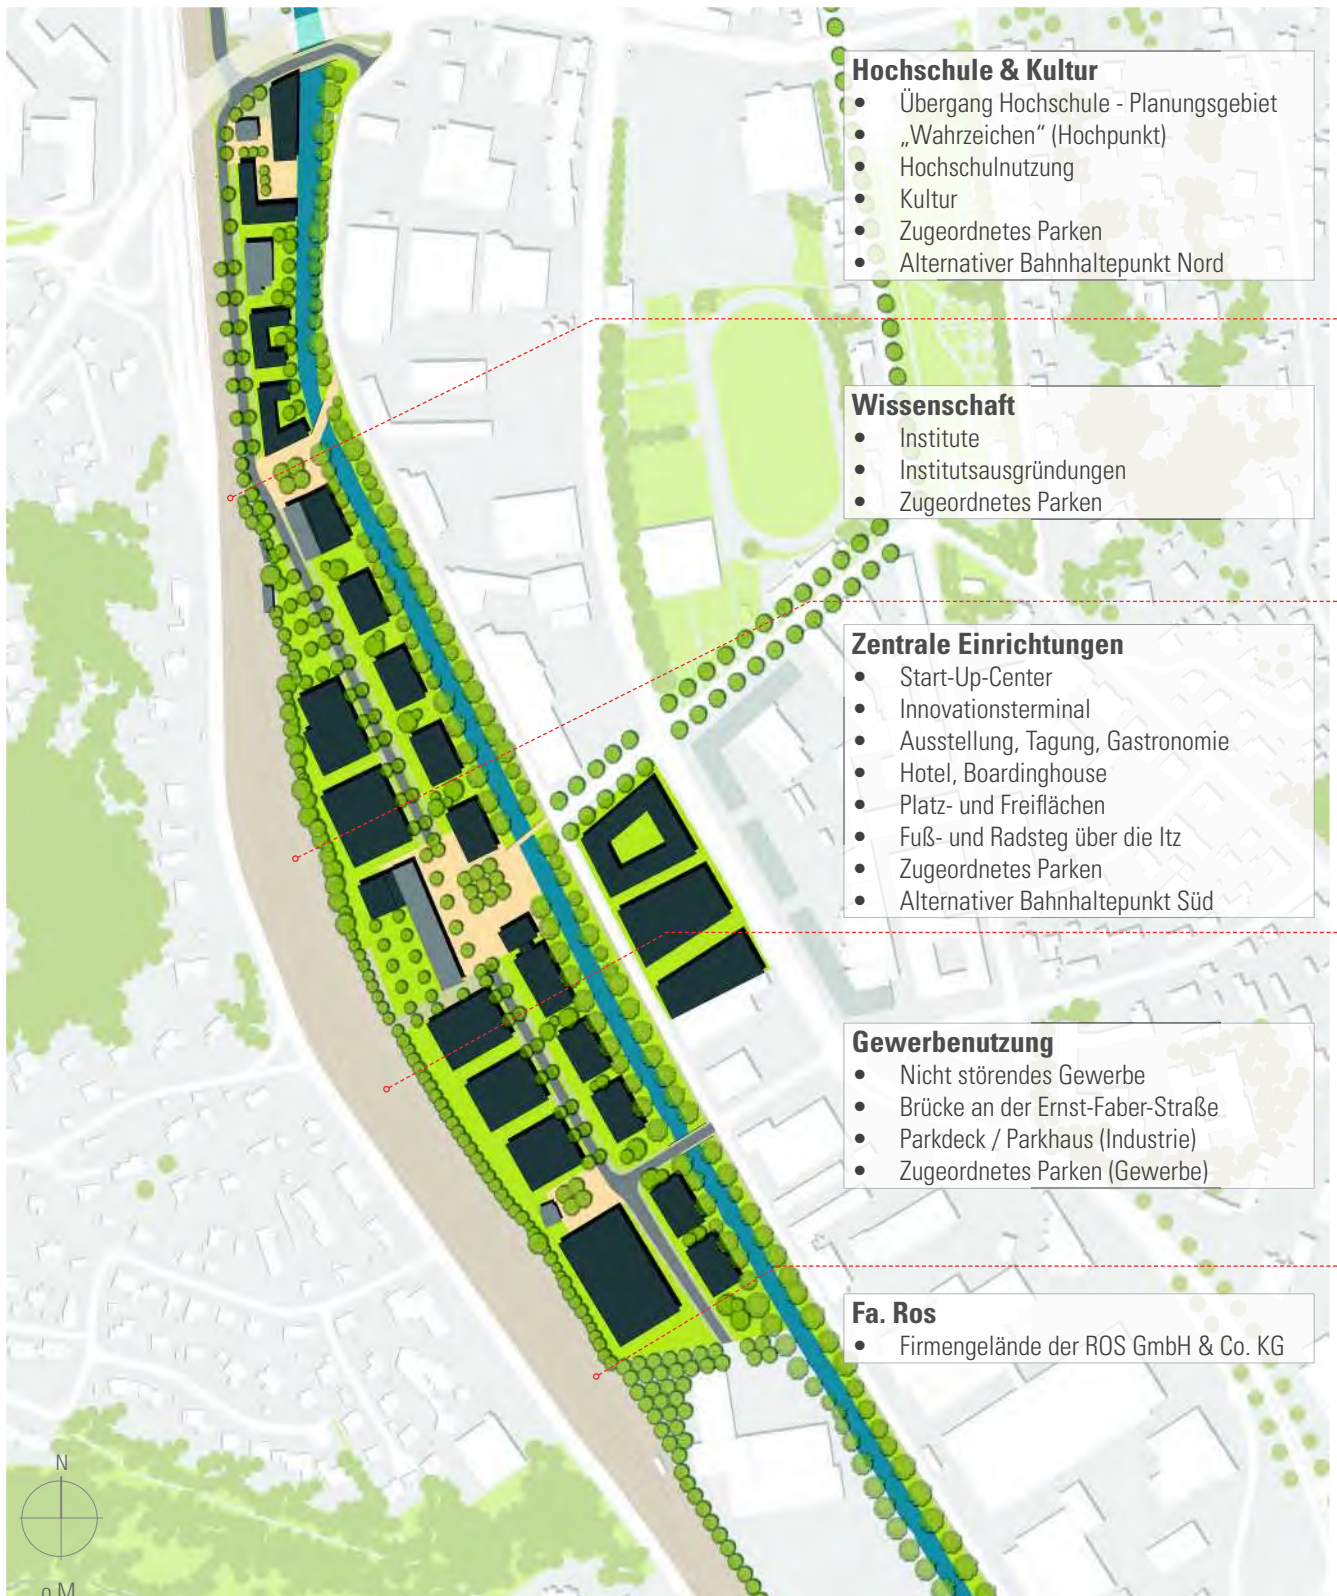 Hochschule & Kultur
• Übergang Hochschule - Planungsgebiet
• „Wahrzeichen“ (Hochpunkt)
• Hochschulnutzung
• Kultur
• Zugeordnetes Parken
• Alternativer Bahnhaltepunkt Nord
Wissenschaft
• Institute
• Institutsausgründungen
• Zugeordnetes Parken
Zentrale Einrichtungen
• Start-Up-Center
• Innovationsterminal
• Ausstellung, Tagung, Gastronomie
• Hotel, Boardinghouse
• Platz- und Freiflächen
• Fuß- und Radsteg über die Itz
• Zugeordnetes Parken
• Alternativer Bahnhaltepunkt Süd
Gewerbenutzung
• Nicht störendes Gewerbe
• Brücke an der Ernst-Faber-Straße
• Parkdeck / Parkhaus (Industrie)
• Zugeordnetes Parken (Gewerbe)
Fa. Ros
• Firmengelände der ROS GmbH & Co. KG
N
o.M